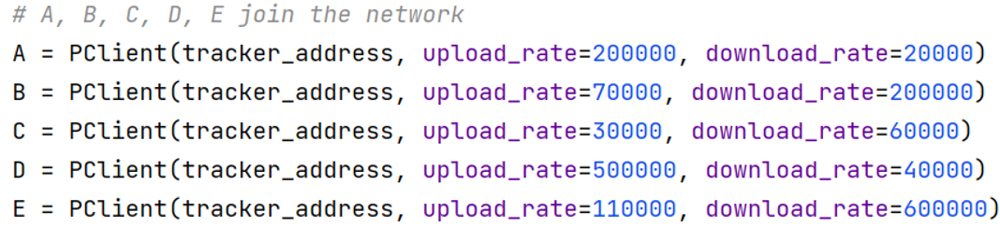 # A, B, C, D, E join the network
A = PClient(tracker_address, upload_rate=200000, download_rate=20000)
B = PClient(tracker_address, upload_rate=70000, download_rate=200000)
C = PClient(tracker_address, upload_rate=30000, download_rate=60000)
D = PClient(tracker_address, upload_rate=500000, download_rate=40000)
E = PClient(tracker_address, upload_rate=110000, download_rate=600000)